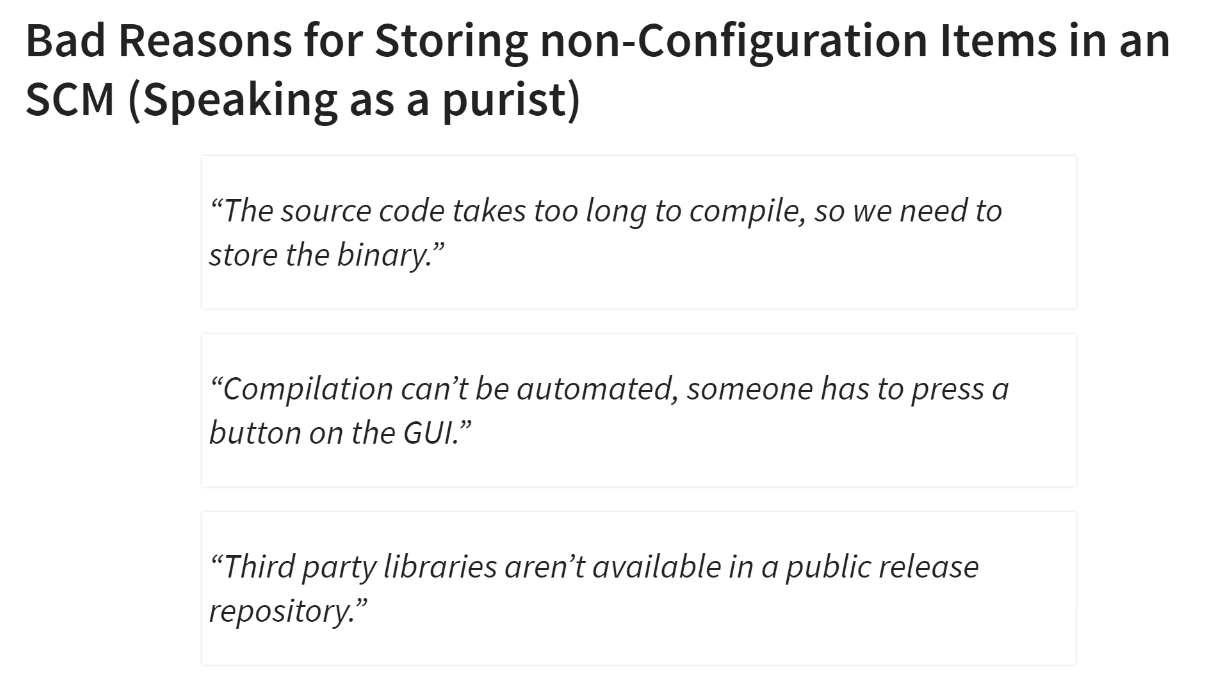 Bad Reasons for Storing non-Configuration Items in an
SCM (Speaking as a purist)
“The source code takes too long to compile, so we need to
store the binary.”
“Compilation can’t be automated, someone has to press a
button on the GUI.”
“Third party libraries aren’t available in a public release
repository.”